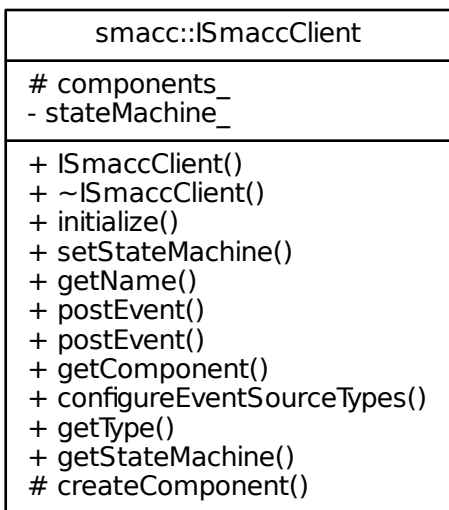 smacc::ISmaccClient
# components_
- stateMachine_
+ ISmaccClient()
+ ~ISmaccClient()
+ initialize()
+ setStateMachine()
+ getName()
+ postEvent()
+ postEvent()
+ getComponent()
+ configureEventSourceTypes()
+ getType()
+ getStateMachine()
# createComponent()